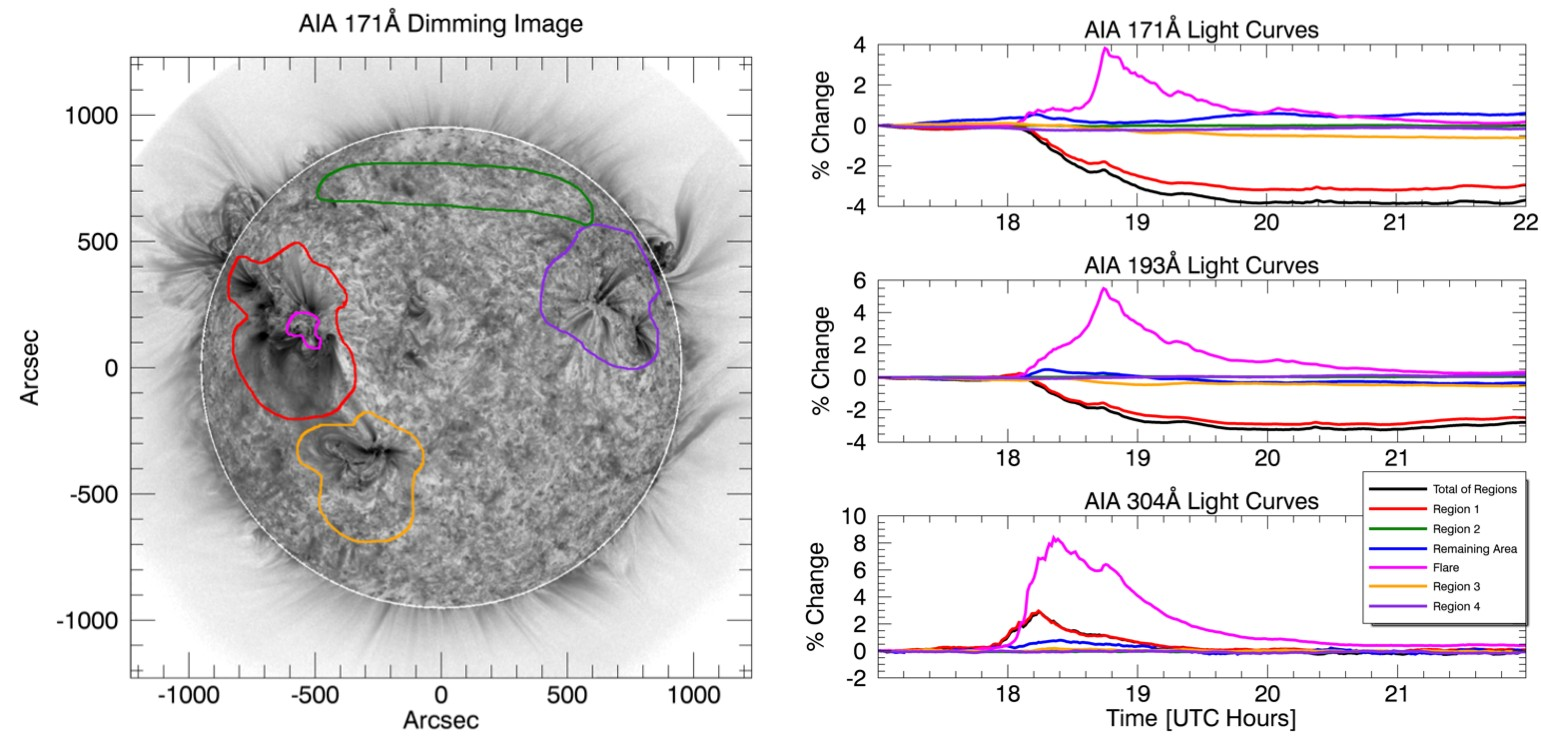 AIA 171Å Dimming Image
1000
500
0
-500
-1000
Arcsec
-1000 -500 0 500 1000
Arcsec
AIA 171Å Light Curves
4
2
0
-2
-4
% Change
18 19 20 21 22
AIA 193Å Light Curves
6
4
2
0
-2
-4
% Change
18 19 20 21
AIA 304Å Light Curves
10
8
6
4
2
0
-2
% Change
18 19 20 21
Time [UTC Hours]
Total of Regions
Region 1
Region 2
Remaining Area
Flare
Region 3
Region 4